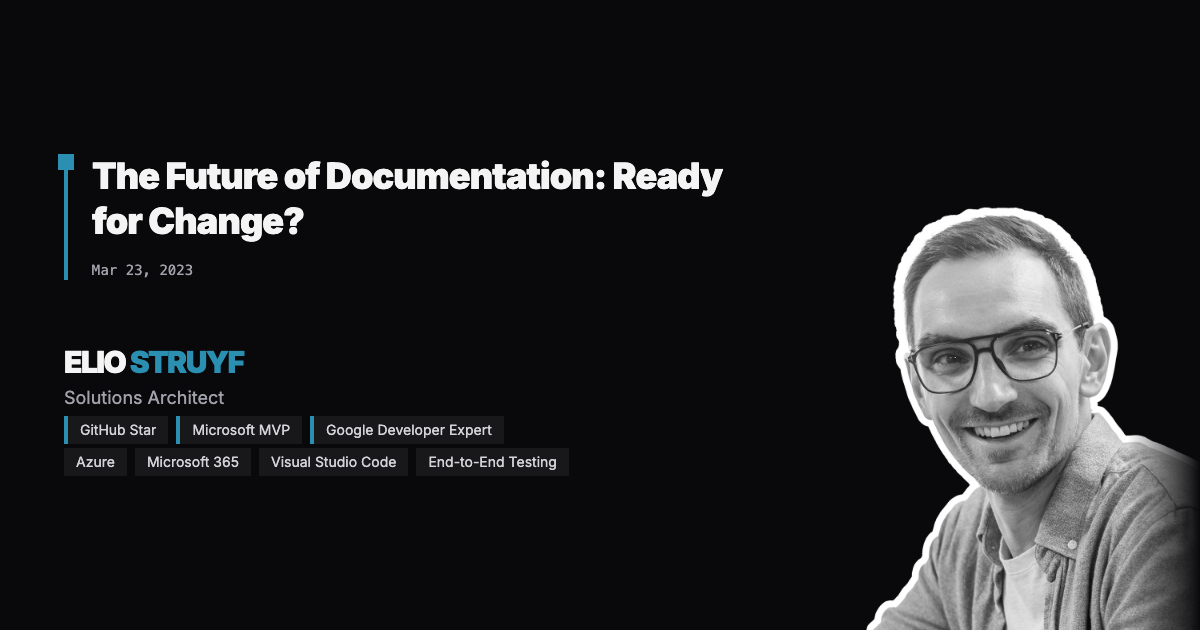 The Future of Documentation: Ready
for Change?
Mar 23, 2023
ELIO STRUYF
Solutions Architect
GitHub Star Microsoft MVP Google Developer Expert
Azure Microsoft 365 Visual Studio Code End-to-End Testing